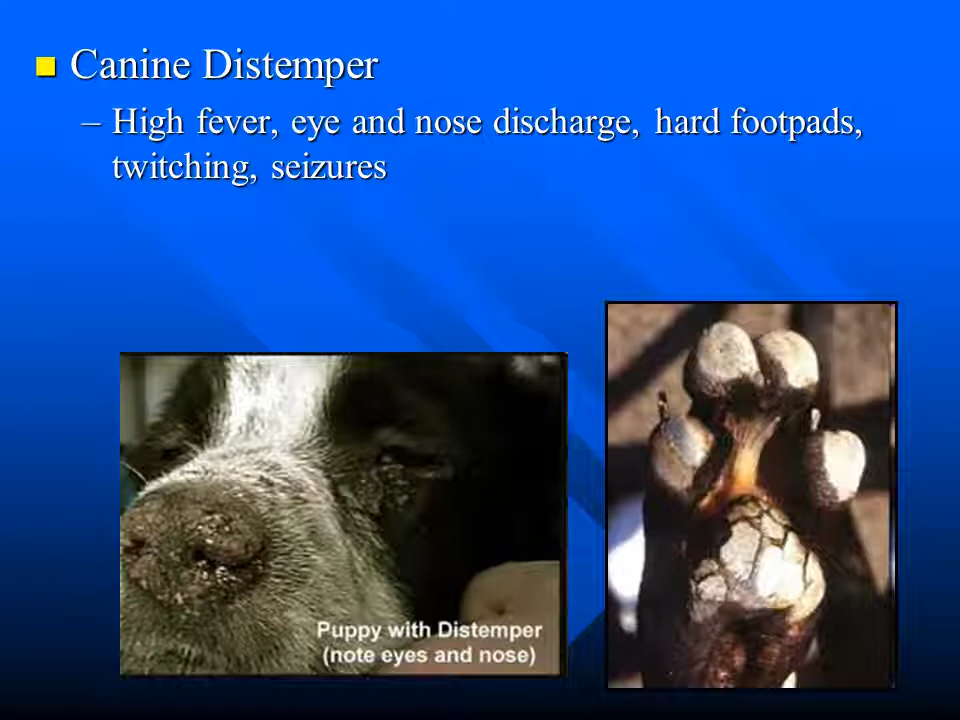 Canine Distemper
– High fever, eye and nose discharge, hard footpads,
twitching, seizures
Puppy with Distemper
(note eyes and nose)